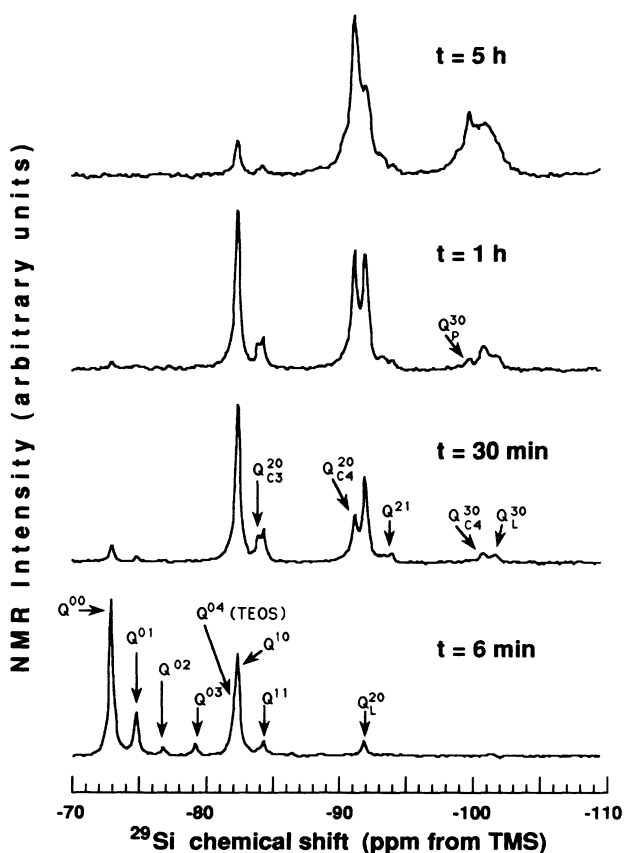 NMR Intensity (arbitrary units)
t = 5 h
t = 1 h
Q³⁰P
t = 30 min
Q²⁰C3
Q²⁰C4
Q²¹
Q³⁰C4
Q³⁰L
t = 6 min
Q⁰⁰
Q⁰¹
Q⁰²
Q⁰³
Q⁰⁴ (TEOS)
Q¹⁰
Q¹¹
Q²⁰L
-70 -80 -90 -100 -110
²⁹Si chemical shift (ppm from TMS)